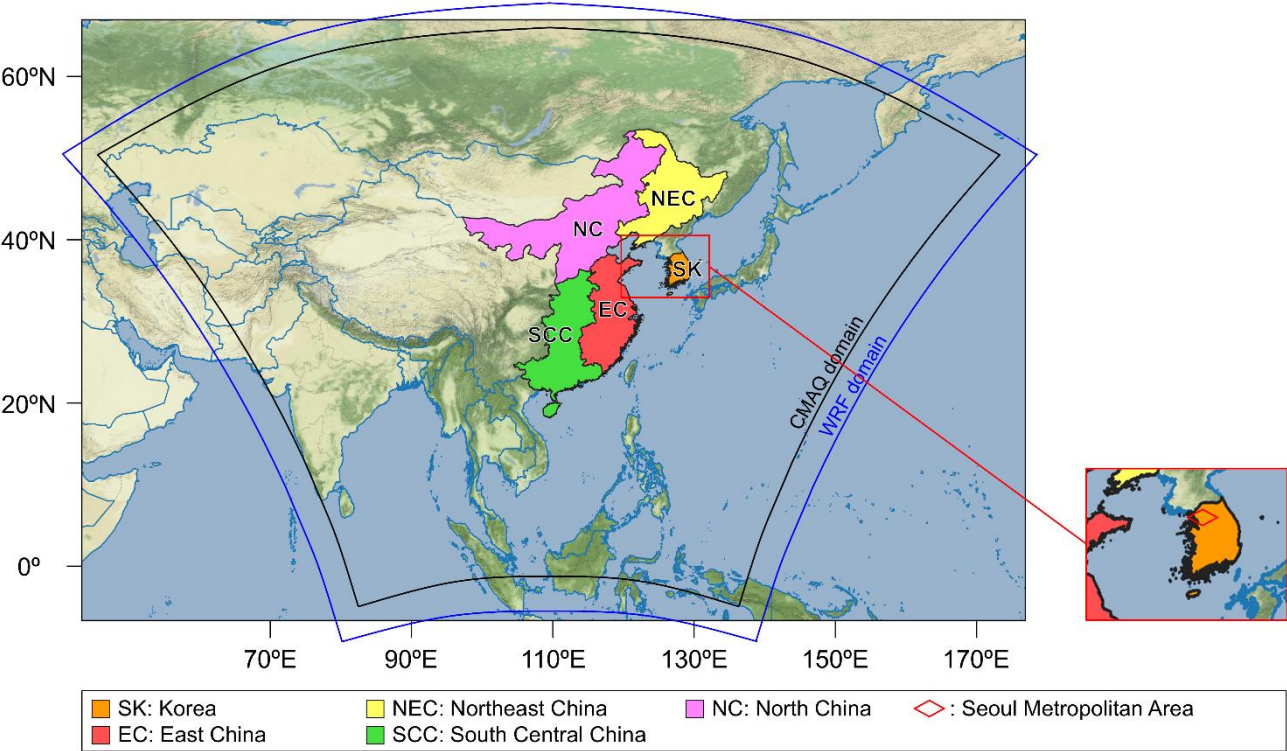 60ºN
40ºN
20ºN
0º
NEC
NC
SK
EC
SCC
CMAQ domain
WRF domain
70ºE 90ºE 110ºE 130ºE 150ºE 170ºE
SK: Korea NEC: Northeast China NC: North China : Seoul Metropolitan Area
EC: East China SCC: South Central China